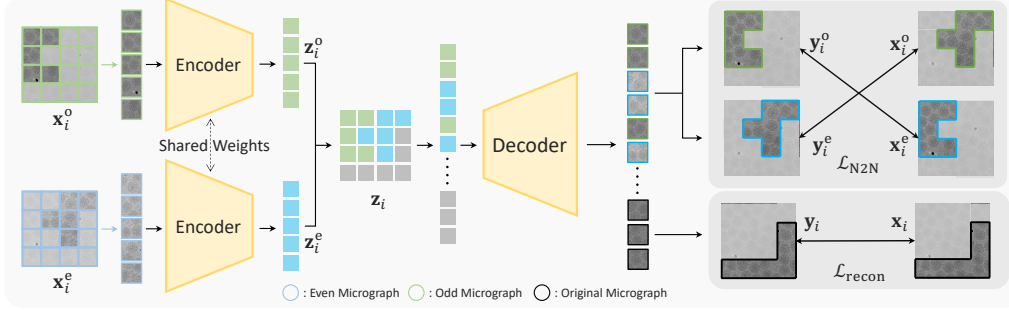 x_i^o
Encoder
z_i^o
Shared Weights
x_i^e
Encoder
z_i^e
z_i
Decoder
y_i^o
x_i^o
y_i^e
x_i^e
ℒ_N2N
y_i
x_i
ℒ_recon
: Even Micrograph
: Odd Micrograph
: Original Micrograph